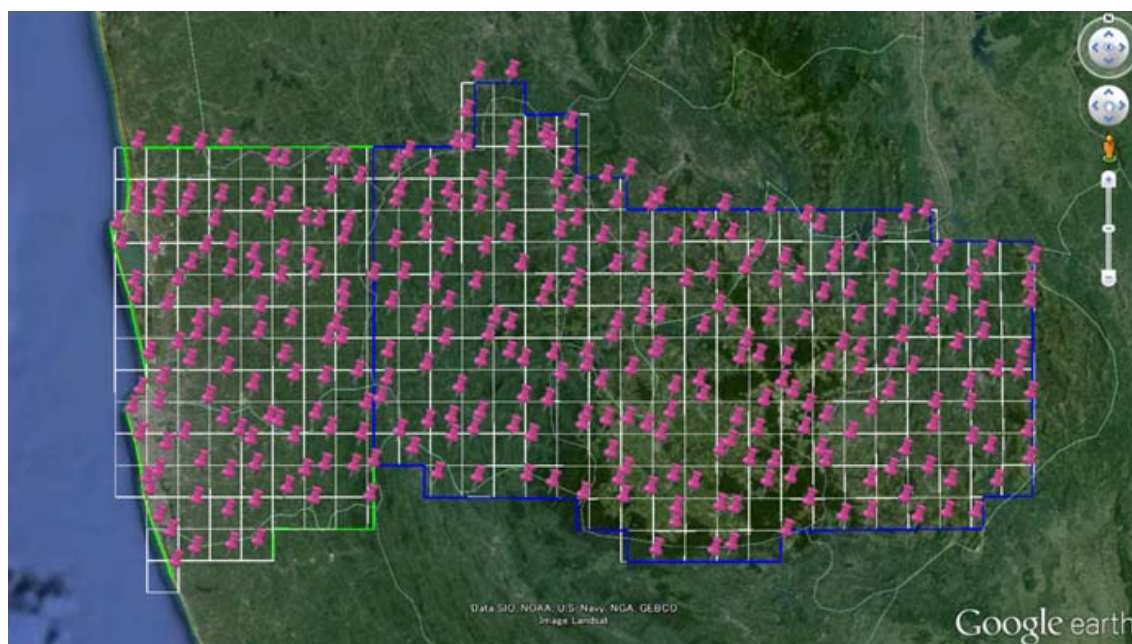 N
Data SIO, NOAA, U.S. Navy, NGA, GEBCO
Image Landsat
Google earth